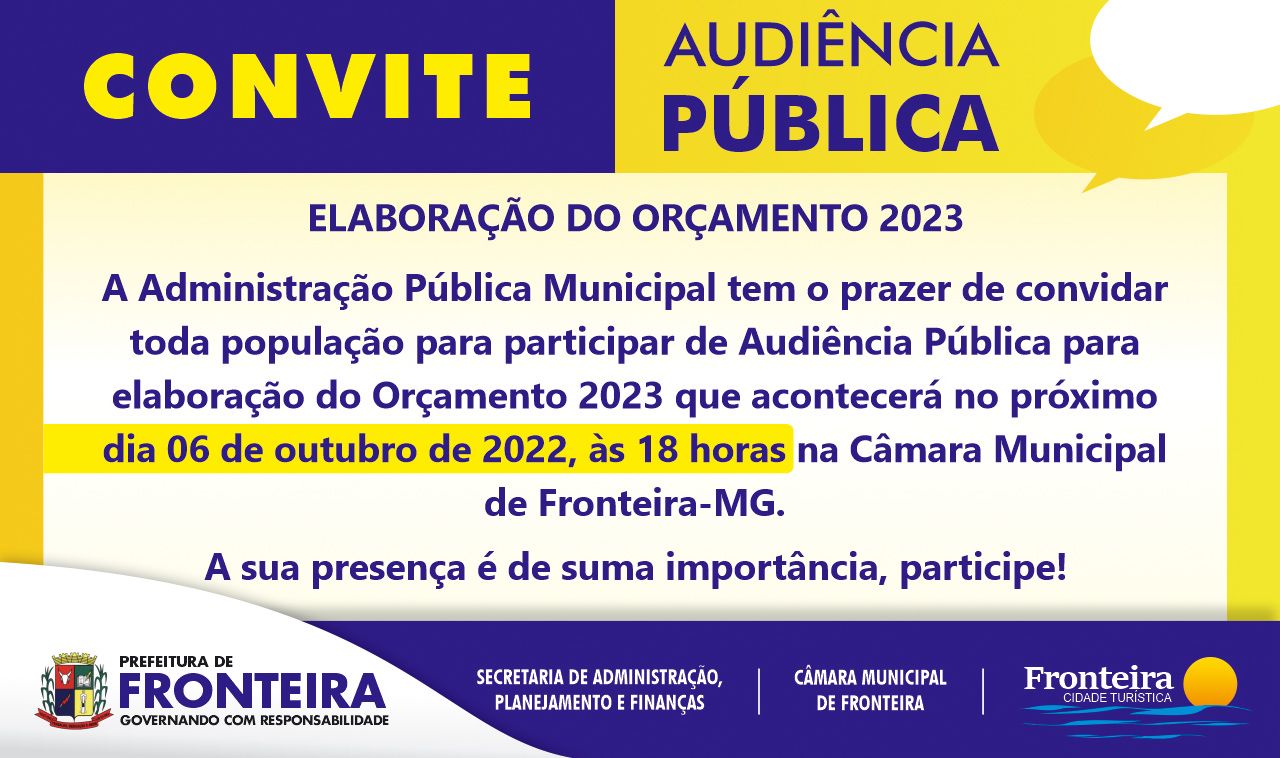 CONVITE
AUDIÊNCIA
PÚBLICA
ELABORAÇÃO DO ORÇAMENTO 2023
A Administração Pública Municipal tem o prazer de convidar
toda população para participar de Audiência Pública para
elaboração do Orçamento 2023 que acontecerá no próximo
dia 06 de outubro de 2022, às 18 horas na Câmara Municipal
de Fronteira-MG.
A sua presença é de suma importância, participe!
PREFEITURA DE
FRONTEIRA
GOVERNANDO COM RESPONSABILIDADE
SECRETARIA DE ADMINISTRAÇÃO,
PLANEJAMENTO E FINANÇAS
CÂMARA MUNICIPAL
DE FRONTEIRA
Fronteira
CIDADE TURÍSTICA